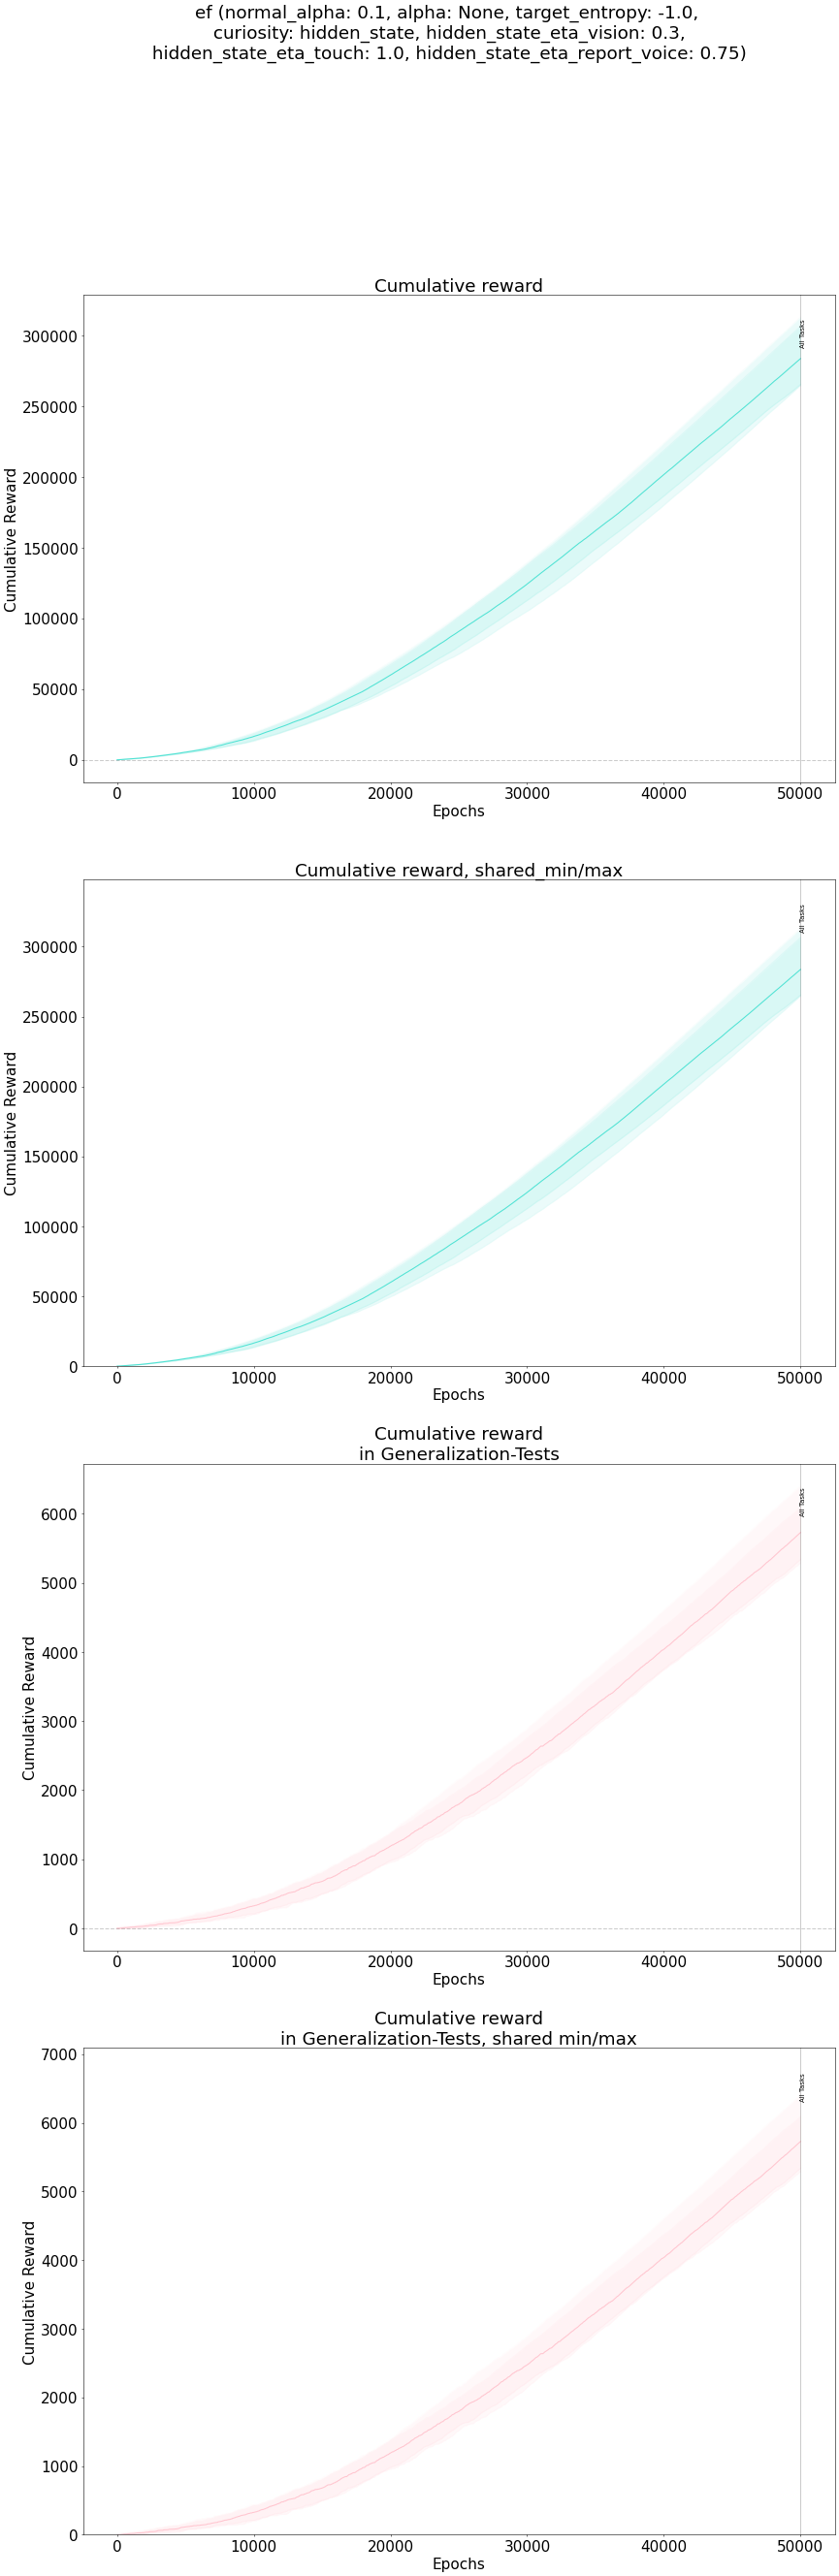 ef (normal_alpha: 0.1, alpha: None, target_entropy: -1.0,
curiosity: hidden_state, hidden_state_eta_vision: 0.3,
hidden_state_eta_touch: 1.0, hidden_state_eta_report_voice: 0.75)
Cumulative reward
300000
250000
200000
150000
100000
50000
0
Cumulative Reward
All Tasks
0 10000 20000 30000 40000 50000
Epochs
Cumulative reward, shared_min/max
300000
250000
200000
150000
100000
50000
0
Cumulative Reward
All Tasks
0 10000 20000 30000 40000 50000
Epochs
Cumulative reward
in Generalization-Tests
6000
5000
4000
3000
2000
1000
0
Cumulative Reward
All Tasks
0 10000 20000 30000 40000 50000
Epochs
Cumulative reward
in Generalization-Tests, shared min/max
7000
6000
5000
4000
3000
2000
1000
0
Cumulative Reward
All Tasks
0 10000 20000 30000 40000 50000
Epochs